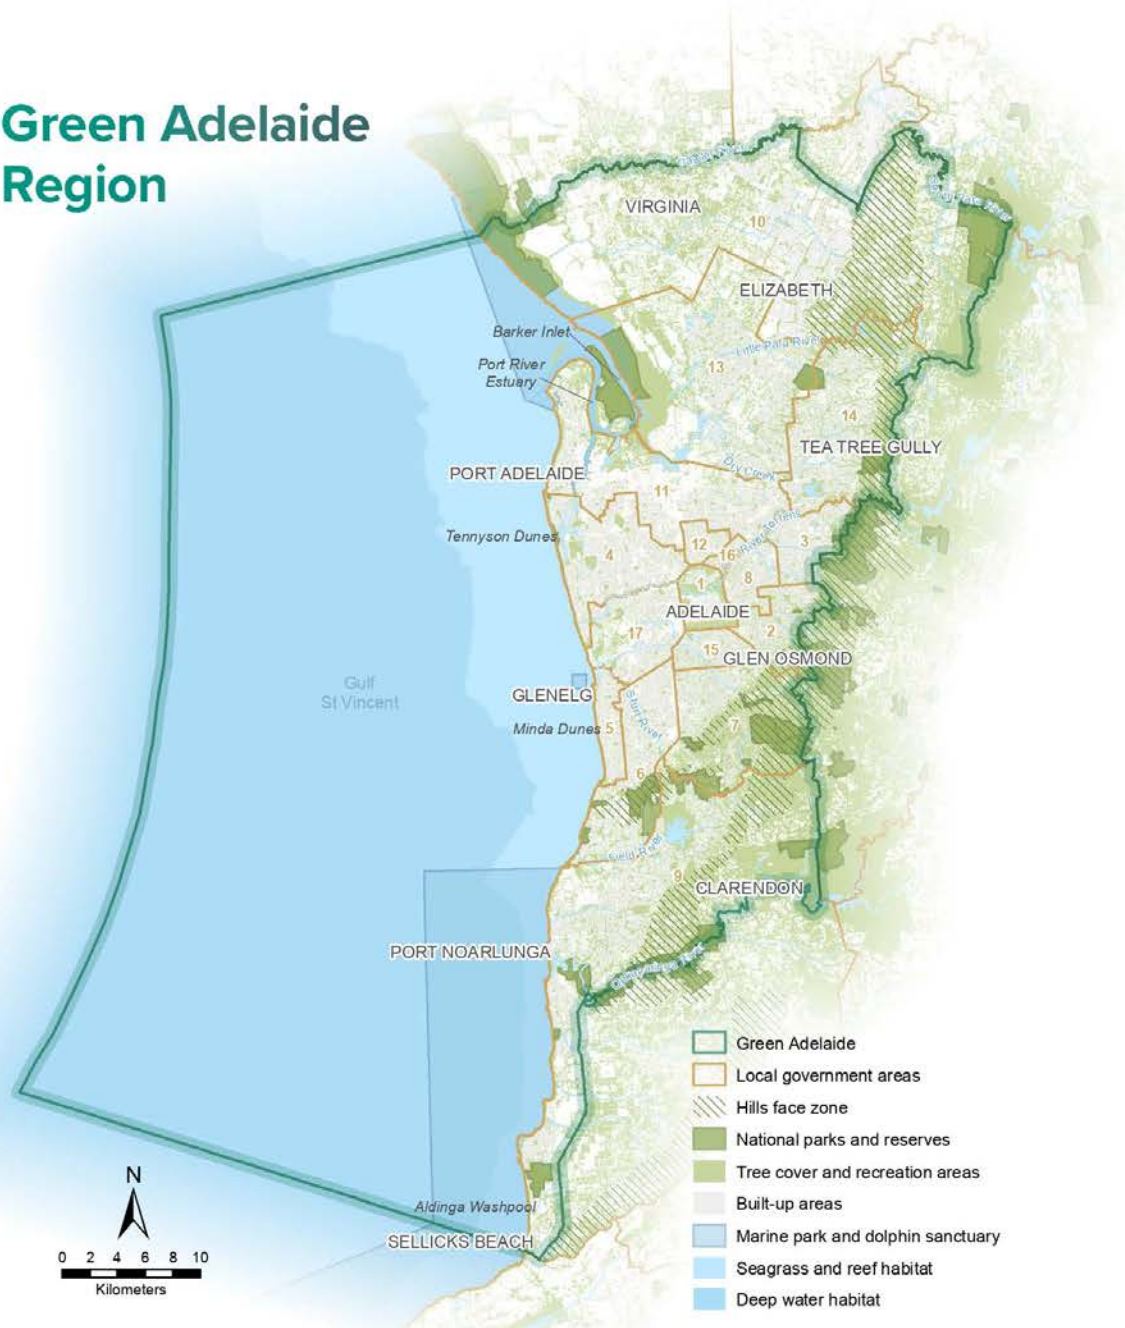 Green Adelaide
Region
Gawler River
South Para River
VIRGINIA
10
ELIZABETH
Barker Inlet
Little Para River
Port River
Estuary
13
14
TEA TREE GULLY
Dry Creek
PORT ADELAIDE
11
River Torrens
Tennyson Dunes
12
3
4
16
1
8
ADELAIDE
17
2
15
GLEN OSMOND
Gulf
St Vincent
GLENELG
Sturt River
Minda Dunes
5
7
6
Field River
9
CLARENDON
PORT NOARLUNGA
Onkaparinga River
Green Adelaide
Local government areas
Hills face zone
National parks and reserves
Tree cover and recreation areas
Built-up areas
Marine park and dolphin sanctuary
Seagrass and reef habitat
Deep water habitat
N
Aldinga Washpool
SELLICKS BEACH
0 2 4 6 8 10
Kilometers